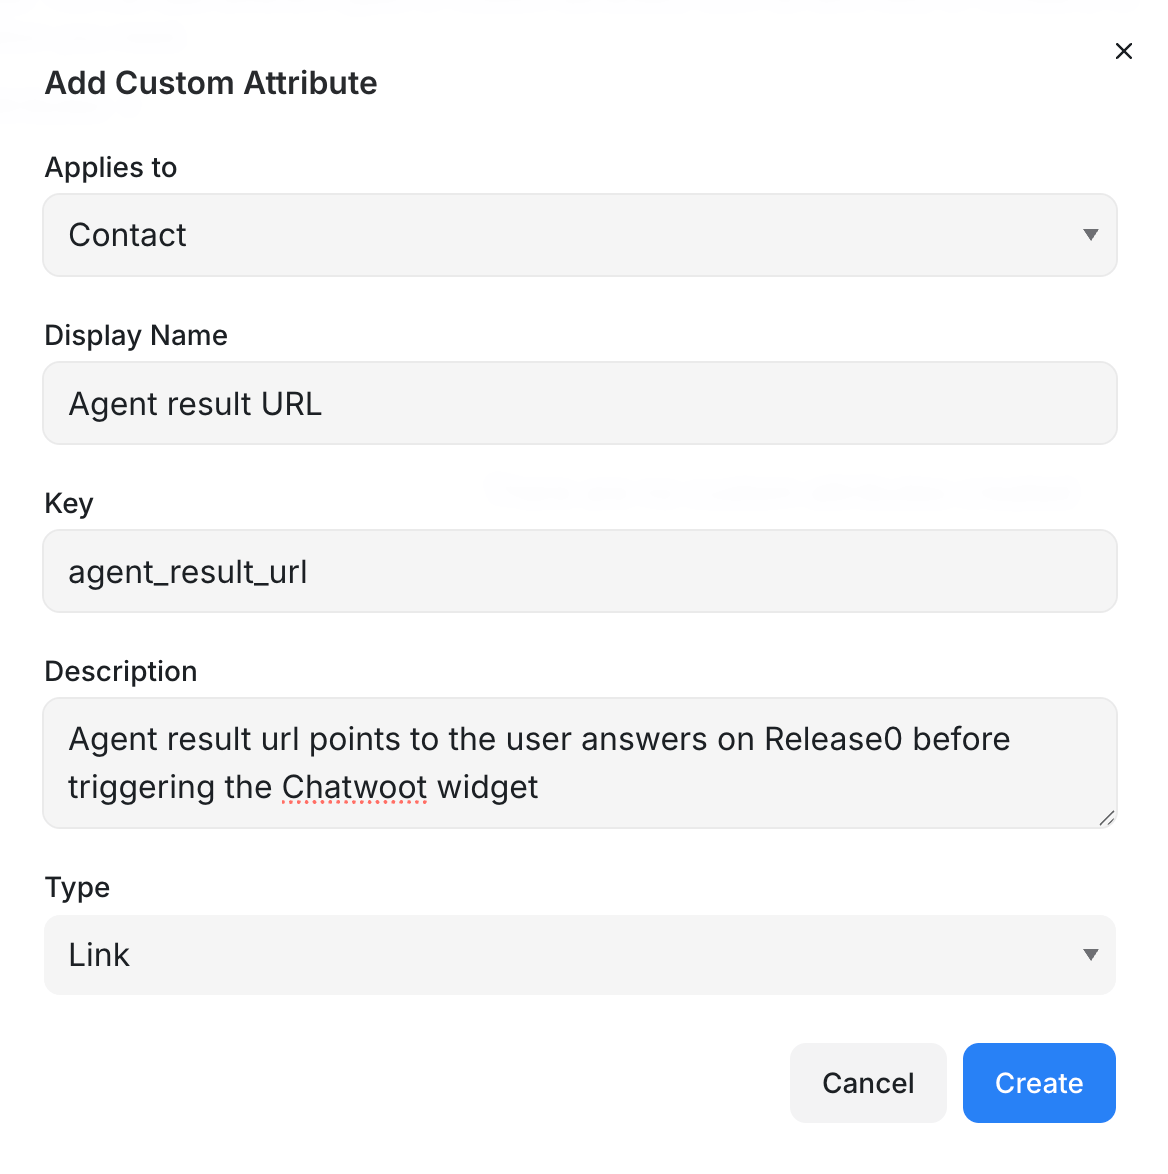 Add Custom Attribute
Applies to
Contact
Display Name
Agent result URL
Key
agent_result_url
Description
Agent result url points to the user answers on Release0 before
triggering the Chatwoot widget
Type
Link
Cancel
Create